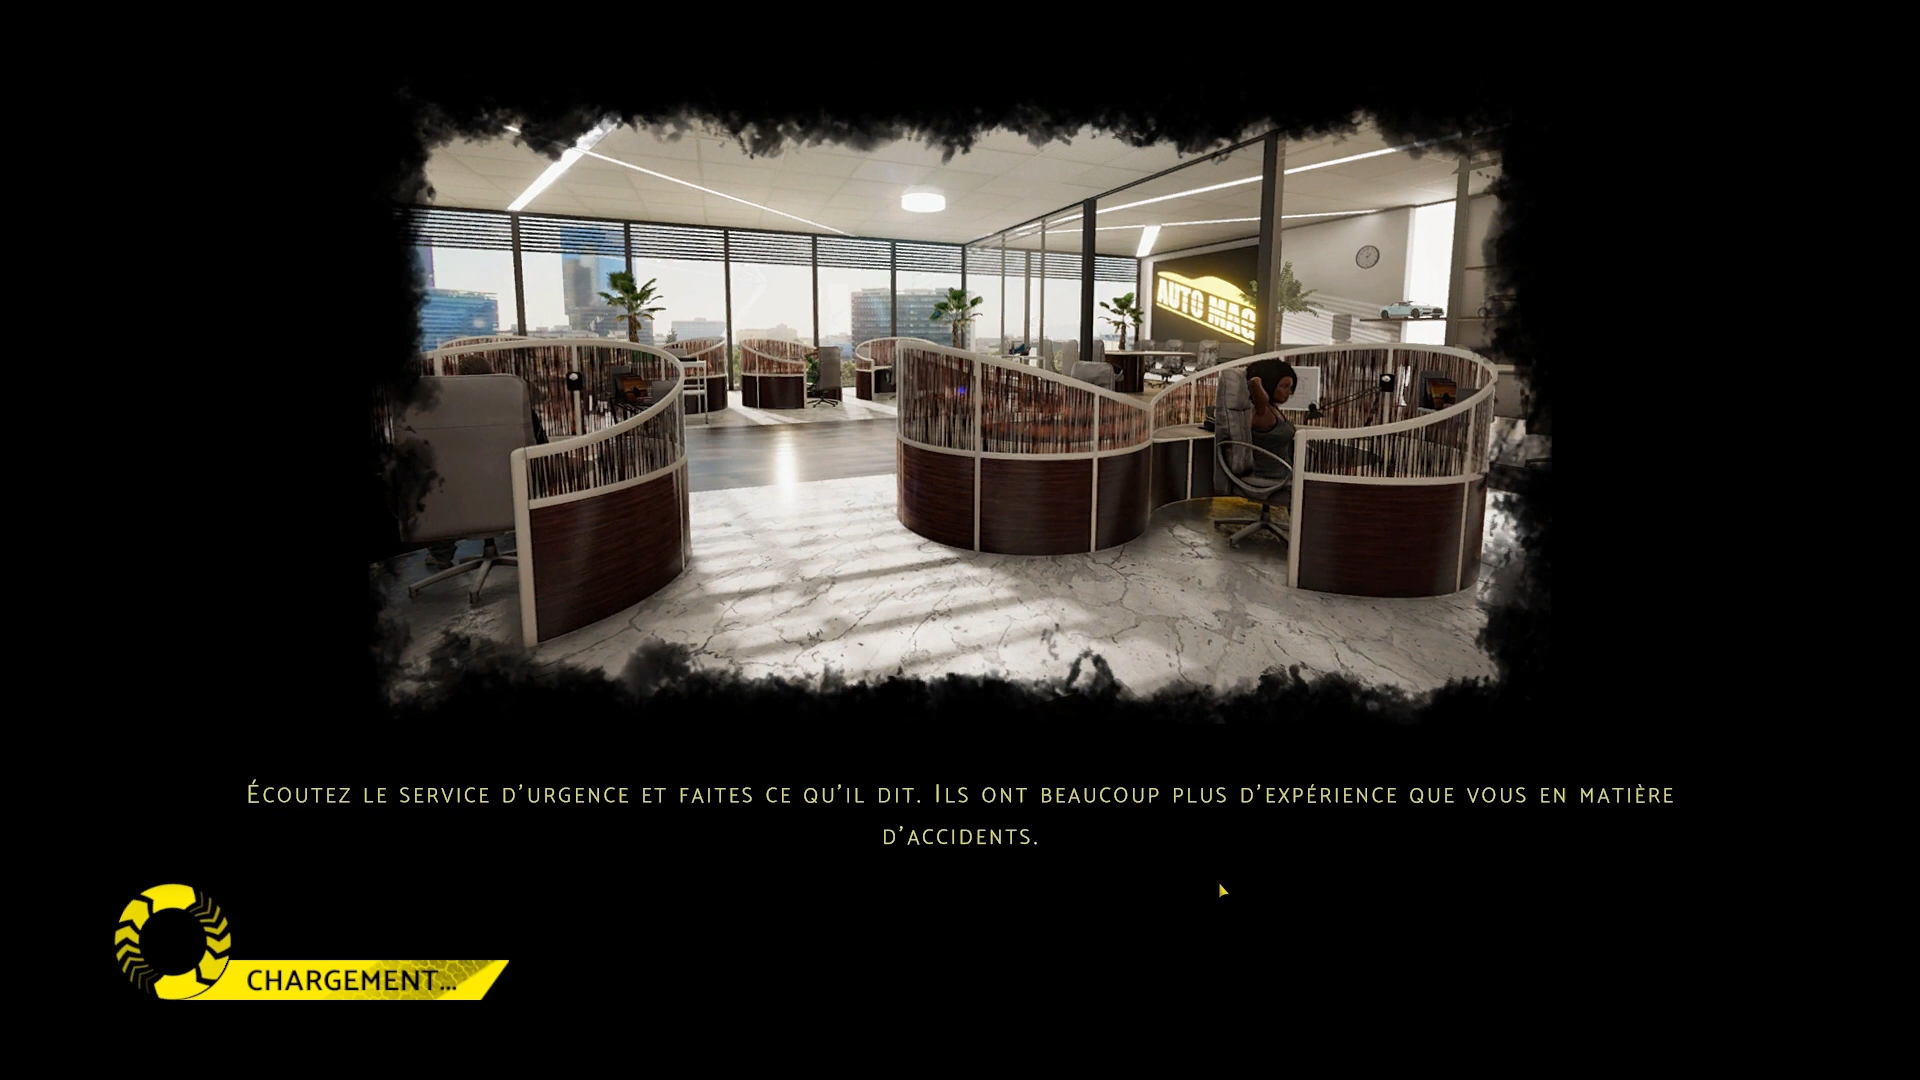 AUTO MAG
Écoutez le service d'urgence et faites ce qu'il dit. Ils ont beaucoup plus d'expérience que vous en matière
d'accidents.
CHARGEMENT...